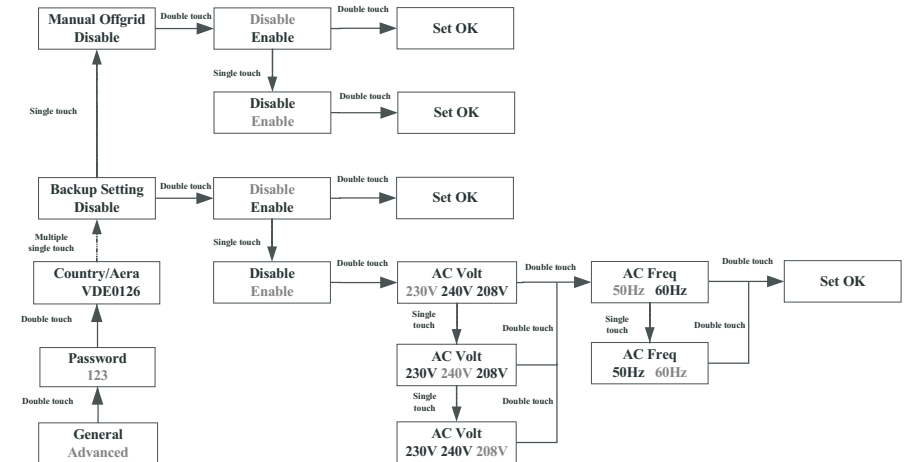 Manual Offgrid
Disable
Double touch
Disable
Enable
Double touch
Set OK
Single touch
Single touch
Disable
Enable
Double touch
Set OK
Backup Setting
Disable
Double touch
Disable
Enable
Double touch
Set OK
Multiple
single touch
Single touch
Country/Aera
VDE0126
Disable
Enable
Double touch
AC Volt
230V 240V 208V
Double touch
AC Freq
50Hz 60Hz
Double touch
Set OK
Double touch
Single
touch
Double touch
Single
touch
Double touch
Password
123
AC Volt
230V 240V 208V
AC Freq
50Hz 60Hz
Double touch
Single
touch
Double touch
General
Advanced
AC Volt
230V 240V 208V